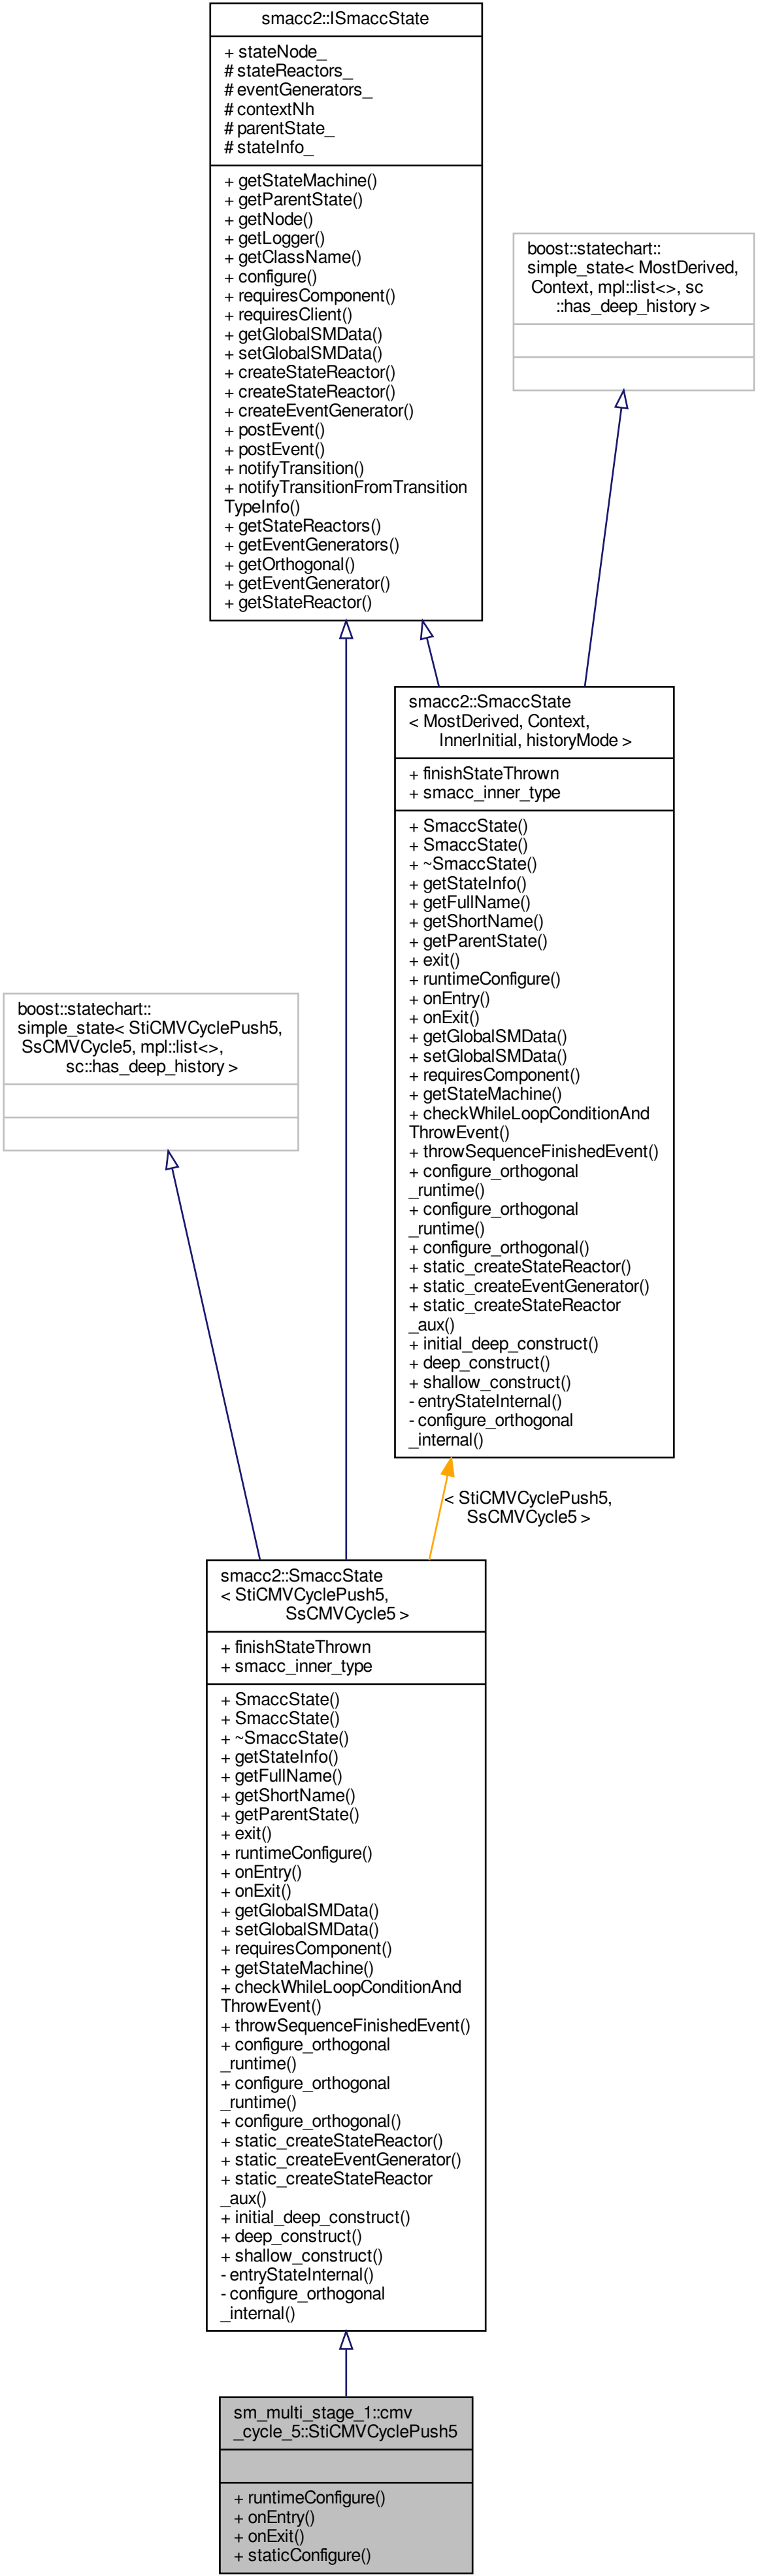 smacc2::ISmaccState
+ stateNode_
# stateReactors_
# eventGenerators_
# contextNh
# parentState_
# stateInfo_
+ getStateMachine()
+ getParentState()
+ getNode()
+ getLogger()
+ getClassName()
+ configure()
+ requiresComponent()
+ requiresClient()
+ getGlobalSMData()
+ setGlobalSMData()
+ createStateReactor()
+ createStateReactor()
+ createEventGenerator()
+ postEvent()
+ postEvent()
+ notifyTransition()
+ notifyTransitionFromTransition
TypeInfo()
+ getStateReactors()
+ getEventGenerators()
+ getOrthogonal()
+ getEventGenerator()
+ getStateReactor()
boost::statechart::
simple_state< MostDerived,
Context, mpl::list<>, sc
::has_deep_history >
smacc2::SmaccState
< MostDerived, Context,
InnerInitial, historyMode >
+ finishStateThrown
+ smacc_inner_type
+ SmaccState()
+ SmaccState()
+ ~SmaccState()
+ getStateInfo()
+ getFullName()
+ getShortName()
+ getParentState()
+ exit()
+ runtimeConfigure()
+ onEntry()
+ onExit()
+ getGlobalSMData()
+ setGlobalSMData()
+ requiresComponent()
+ getStateMachine()
+ checkWhileLoopConditionAnd
ThrowEvent()
+ throwSequenceFinishedEvent()
+ configure_orthogonal
_runtime()
+ configure_orthogonal
_runtime()
+ configure_orthogonal()
+ static_createStateReactor()
+ static_createEventGenerator()
+ static_createStateReactor
_aux()
+ initial_deep_construct()
+ deep_construct()
+ shallow_construct()
- entryStateInternal()
- configure_orthogonal
_internal()
boost::statechart::
simple_state< StiCMVCyclePush5,
SsCMVCycle5, mpl::list<>,
sc::has_deep_history >
< StiCMVCyclePush5,
SsCMVCycle5 >
smacc2::SmaccState
< StiCMVCyclePush5,
SsCMVCycle5 >
+ finishStateThrown
+ smacc_inner_type
+ SmaccState()
+ SmaccState()
+ ~SmaccState()
+ getStateInfo()
+ getFullName()
+ getShortName()
+ getParentState()
+ exit()
+ runtimeConfigure()
+ onEntry()
+ onExit()
+ getGlobalSMData()
+ setGlobalSMData()
+ requiresComponent()
+ getStateMachine()
+ checkWhileLoopConditionAnd
ThrowEvent()
+ throwSequenceFinishedEvent()
+ configure_orthogonal
_runtime()
+ configure_orthogonal
_runtime()
+ configure_orthogonal()
+ static_createStateReactor()
+ static_createEventGenerator()
+ static_createStateReactor
_aux()
+ initial_deep_construct()
+ deep_construct()
+ shallow_construct()
- entryStateInternal()
- configure_orthogonal
_internal()
sm_multi_stage_1::cmv
_cycle_5::StiCMVCyclePush5
+ runtimeConfigure()
+ onEntry()
+ onExit()
+ staticConfigure()